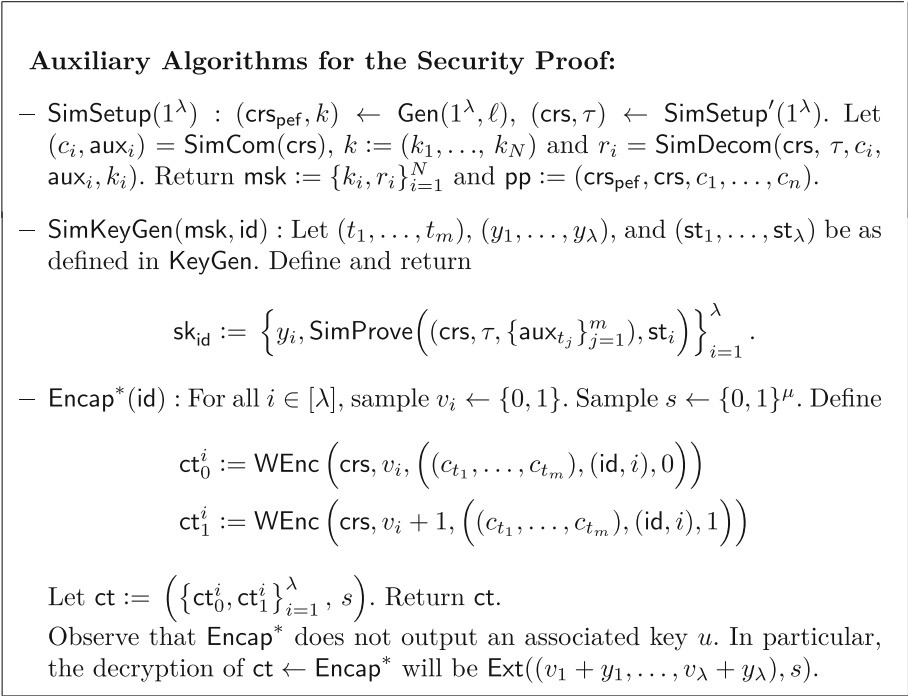 Auxiliary Algorithms for the Security Proof:
– SimSetup(1^λ) : (crs_pef, k) ← Gen(1^λ, ℓ), (crs, τ) ← SimSetup′(1^λ). Let
(c_i, aux_i) = SimCom(crs), k := (k_1, . . . , k_N) and r_i = SimDecom(crs, τ, c_i,
aux_i, k_i). Return msk := {k_i, r_i}_{i=1}^N and pp := (crs_pef, crs, c_1, . . . , c_n).
– SimKeyGen(msk, id) : Let (t_1, . . . , t_m), (y_1, . . . , y_λ), and (st_1, . . . , st_λ) be as
defined in KeyGen. Define and return
sk_id := {y_i, SimProve((crs, τ, {aux_{t_j}}_{j=1}^m), st_i)}_{i=1}^λ .
– Encap*(id) : For all i ∈ [λ], sample v_i ← {0, 1}. Sample s ← {0, 1}^μ. Define
ct_0^i := WEnc(crs, v_i, ((c_{t_1}, . . . , c_{t_m}), (id, i), 0))
ct_1^i := WEnc(crs, v_i + 1, ((c_{t_1}, . . . , c_{t_m}), (id, i), 1))
Let ct := ({ct_0^i, ct_1^i}_{i=1}^λ , s). Return ct.
Observe that Encap* does not output an associated key u. In particular,
the decryption of ct ← Encap* will be Ext((v_1 + y_1, . . . , v_λ + y_λ), s).